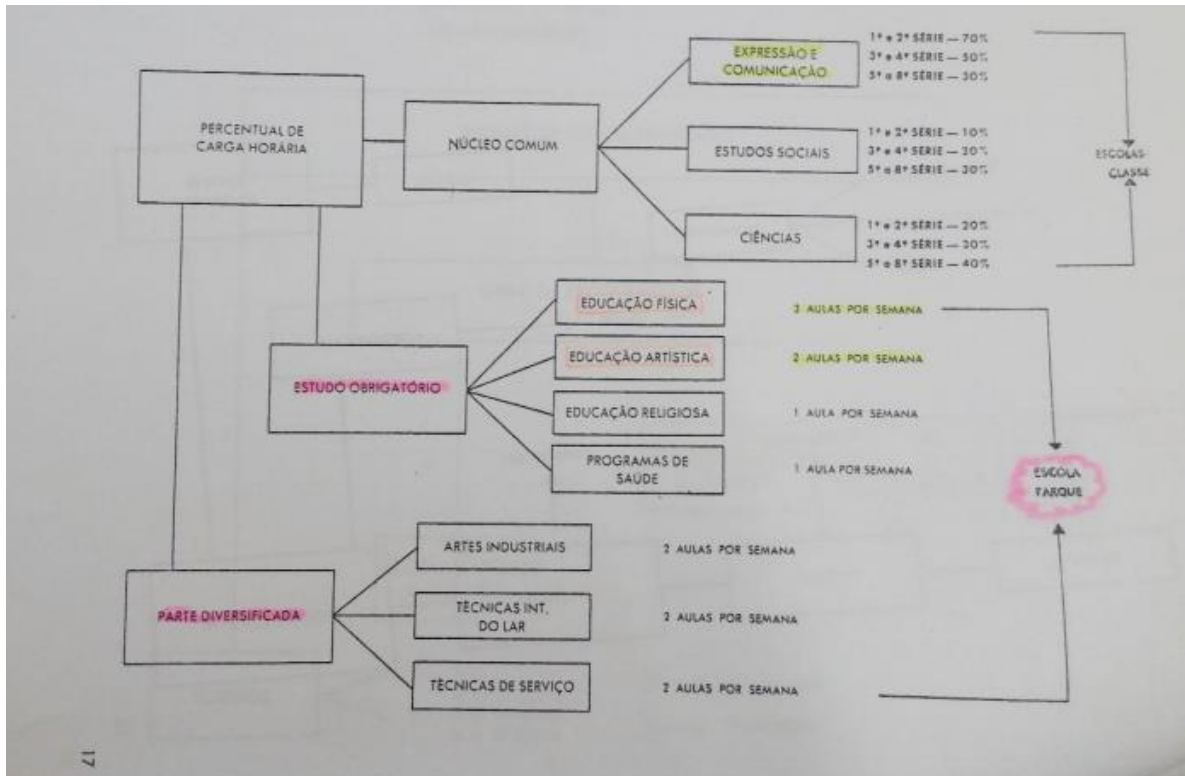 PERCENTUAL DE
CARGA HORÁRIA
NÚCLEO COMUM
EXPRESSÃO E
COMUNICAÇÃO
1ª e 2ª SÉRIE — 70%
3ª e 4ª SÉRIE — 50%
5ª a 8ª SÉRIE — 30%
ESTUDOS SOCIAIS
1ª e 2ª SÉRIE — 10%
3ª e 4ª SÉRIE — 20%
5ª a 8ª SÉRIE — 30%
CIÊNCIAS
1ª e 2ª SÉRIE — 20%
3ª e 4ª SÉRIE —
5ª a 8ª SÉRIE — 40%
ESCOLAS-
CLASSE
ESTUDO OBRIGATÓRIO
EDUCAÇÃO FÍSICA
AULAS POR SEMANA
EDUCAÇÃO ARTÍSTICA
2 AULAS POR SEMANA
EDUCAÇÃO RELIGIOSA
1 AULA POR SEMANA
PROGRAMAS DE
SAÚDE
1 AULA POR SEMANA
ESCOLA
PARQUE
PARTE DIVERSIFICADA
ARTES INDUSTRIAIS
2 AULAS POR SEMANA
TÉCNICAS INT.
DO LAR
2 AULAS POR SEMANA
TÉCNICAS DE SERVIÇO
2 AULAS POR SEMANA
17